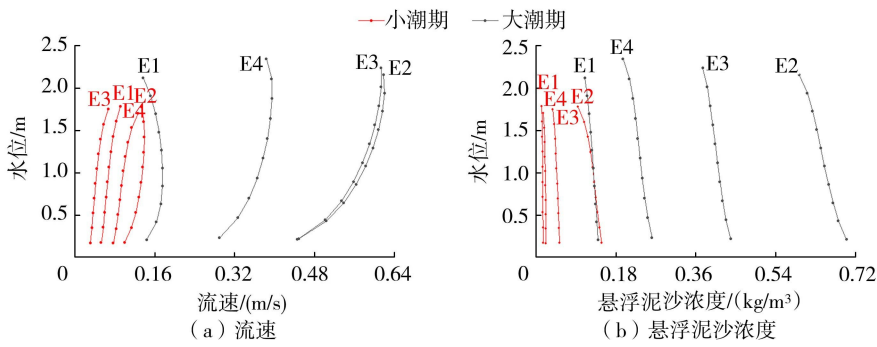 小潮期 大潮期
2.5
2.0
1.5
1.0
0.5
0
0.16
0.32
0.48
0.64
水位/m
E3
E1
E2
E4
E1
E4
E3
E2
流速/(m/s)
（a）流速
2.5
2.0
1.5
1.0
0.5
0
0.18
0.36
0.54
0.72
水位/m
E1
E4
E3
E2
E1
E4
E3
E2
悬浮泥沙浓度/(kg/m³)
（b）悬浮泥沙浓度